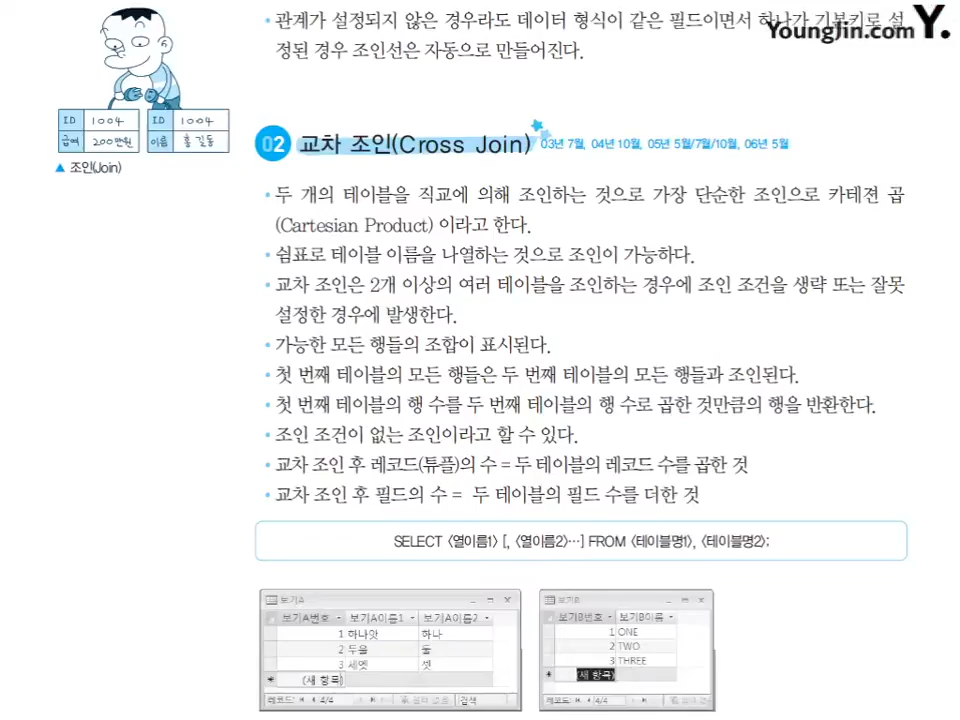 • 관계가 설정되지 않은 경우라도 데이터 형식이 같은 필드이면서 하나가 기본키로 설
정된 경우 조인선은 자동으로 만들어진다.
YoungJin.com Y.
ID 1004
급여 200만원
ID 1004
이름 홍길동
▲ 조인(Join)
02 교차 조인(Cross Join) 03년 7월, 04년 10월, 05년 5월/7월/10월, 06년 5월
• 두 개의 테이블을 직교에 의해 조인하는 것으로 가장 단순한 조인으로 카테젼 곱
(Cartesian Product) 이라고 한다.
• 쉼표로 테이블 이름을 나열하는 것으로 조인이 가능하다.
• 교차 조인은 2개 이상의 여러 테이블을 조인하는 경우에 조인 조건을 생략 또는 잘못
설정한 경우에 발생한다.
• 가능한 모든 행들의 조합이 표시된다.
• 첫 번째 테이블의 모든 행들은 두 번째 테이블의 모든 행들과 조인된다.
• 첫 번째 테이블의 행 수를 두 번째 테이블의 행 수로 곱한 것만큼의 행을 반환한다.
• 조인 조건이 없는 조인이라고 할 수 있다.
• 교차 조인 후 레코드(튜플)의 수 = 두 테이블의 레코드 수를 곱한 것
• 교차 조인 후 필드의 수 = 두 테이블의 필드 수를 더한 것
SELECT 〈열이름1〉 [, 〈열이름2〉…] FROM 〈테이블명1〉, 〈테이블명2〉;
보기A
보기A번호 보기A이름1 보기A이름2
1 하나앗 하나
2 두울 둘
3 세엣 셋
* (새 항목)
레코드: 4/4 검색
보기B
보기B번호 보기B이름
1 ONE
2 TWO
3 THREE
* (새 항목)
레코드: 4/4